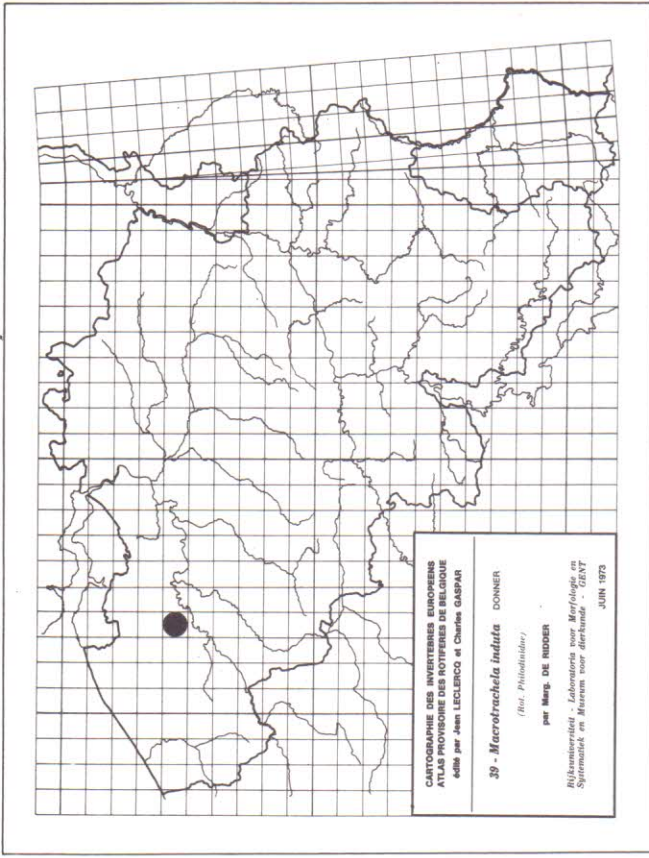 CARTOGRAPHIE DES INVERTEBRES EUROPEENS
ATLAS PROVISOIRE DES ROTIFERES DE BELGIQUE
édité par Jean LECLERCQ et Charles GASPAR
39 - Macrotrachela induta DONNER
(Rot. Philodinidae)
par Marg. DE RIDDER
Rijksuniversiteit - Laboratoria voor Morfologie en
Systematiek en Museum voor dierkunde - GENT
JUIN 1973